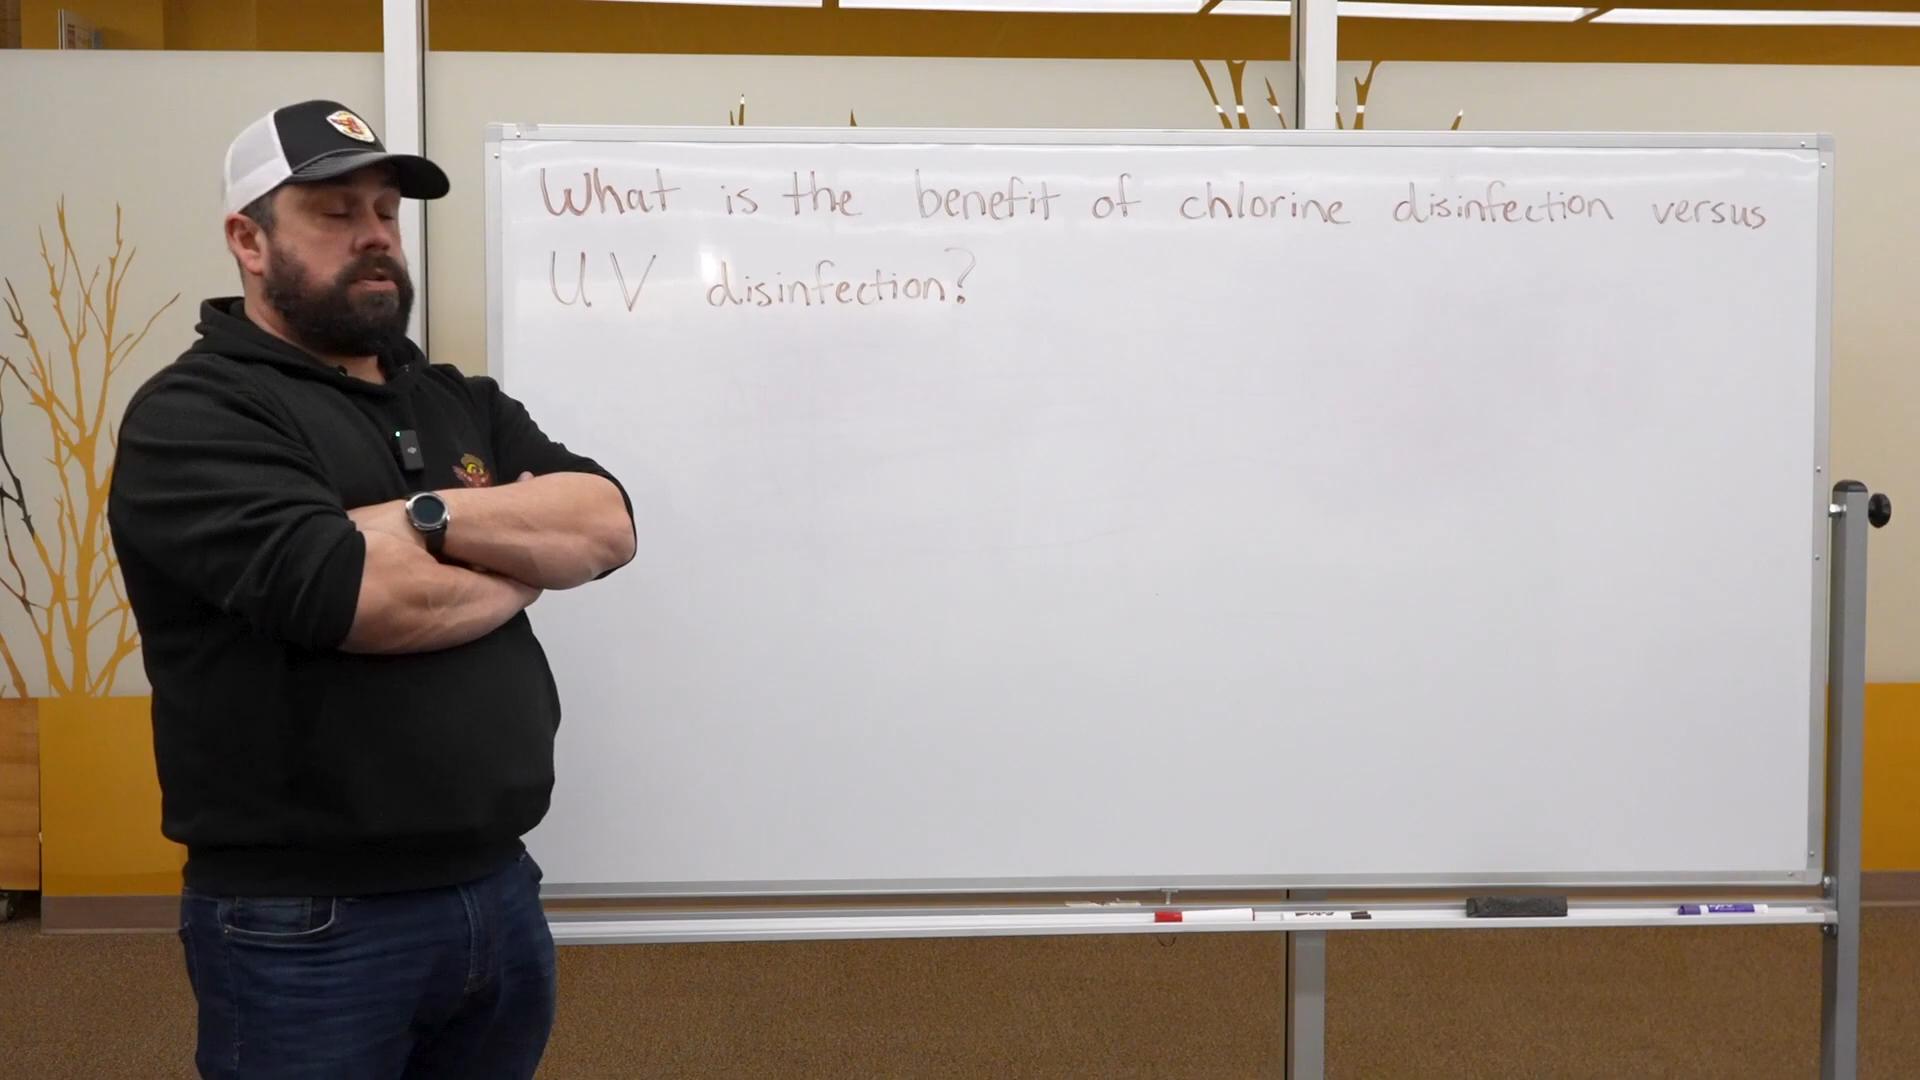 What is the benefit of chlorine disinfection versus
UV disinfection?